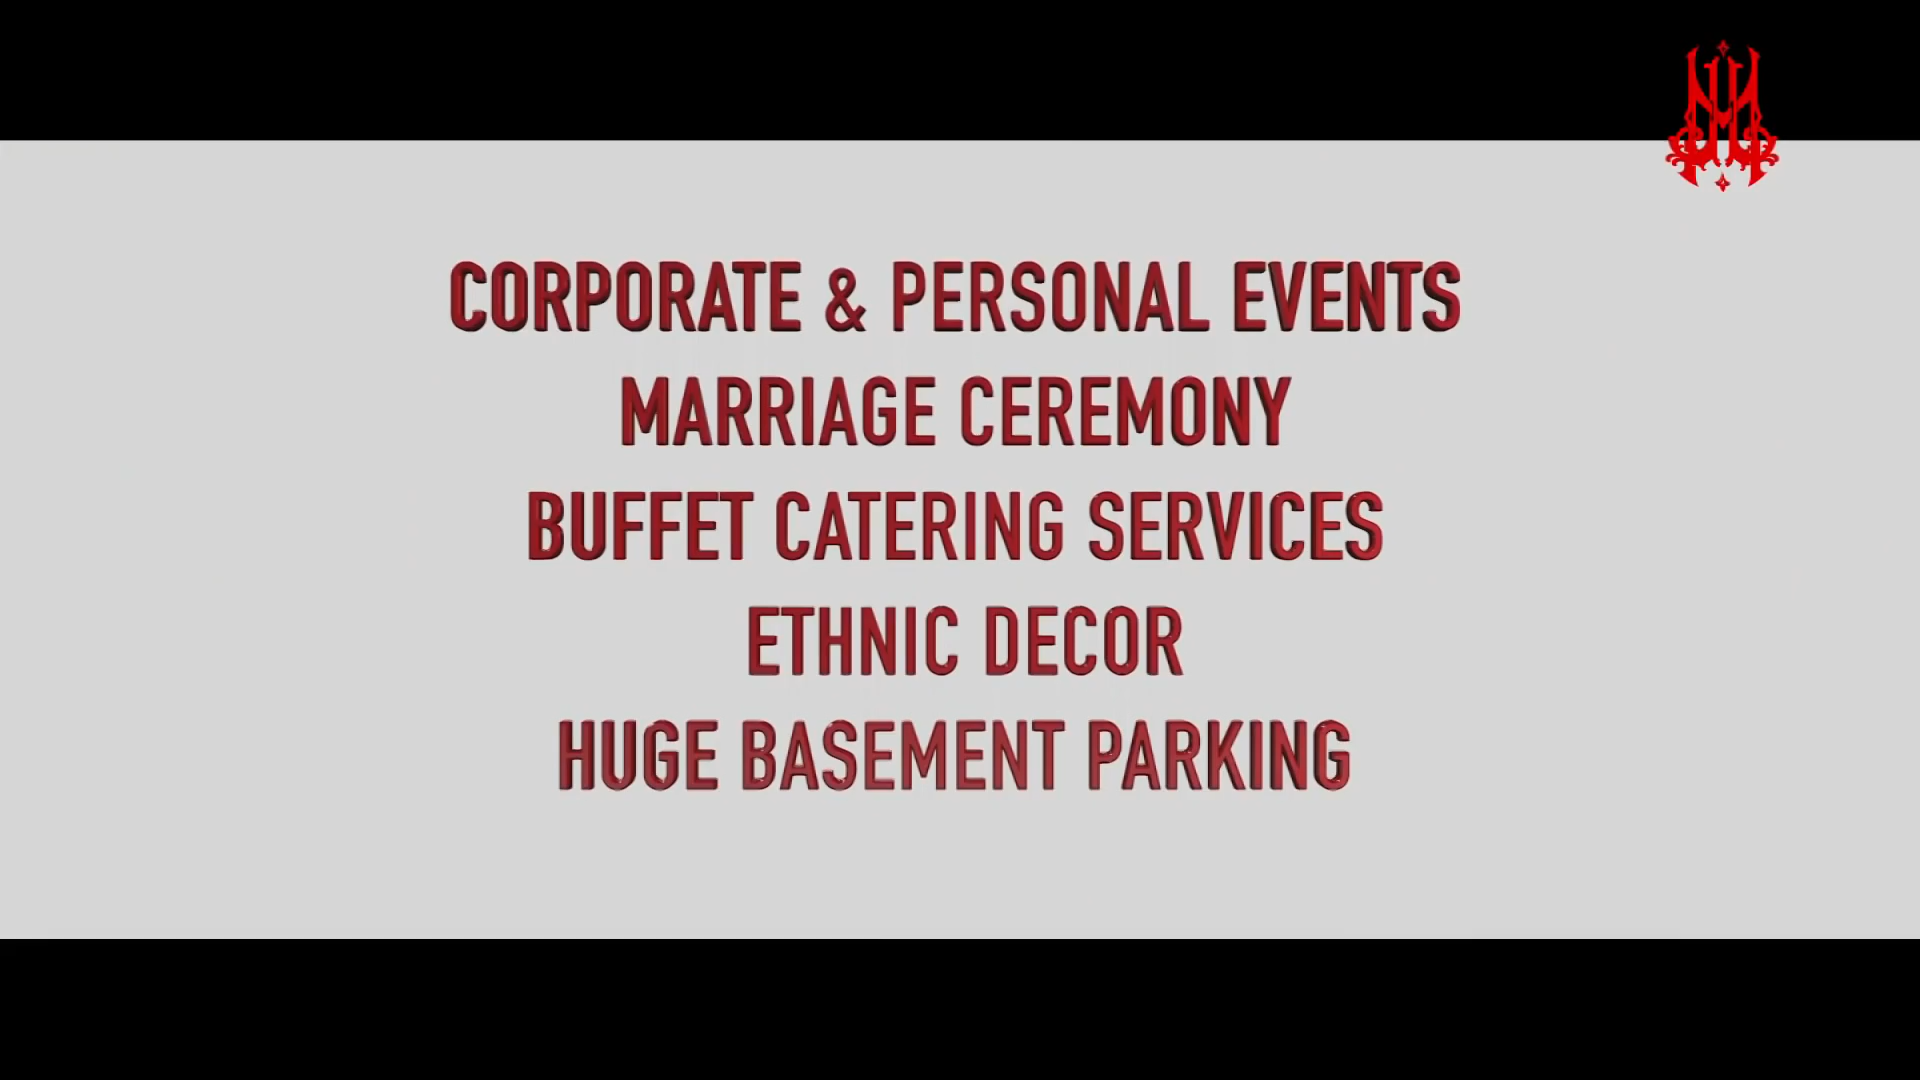 CORPORATE & PERSONAL EVENTS
MARRIAGE CEREMONY
BUFFET CATERING SERVICES
ETHNIC DECOR
HUGE BASEMENT PARKING